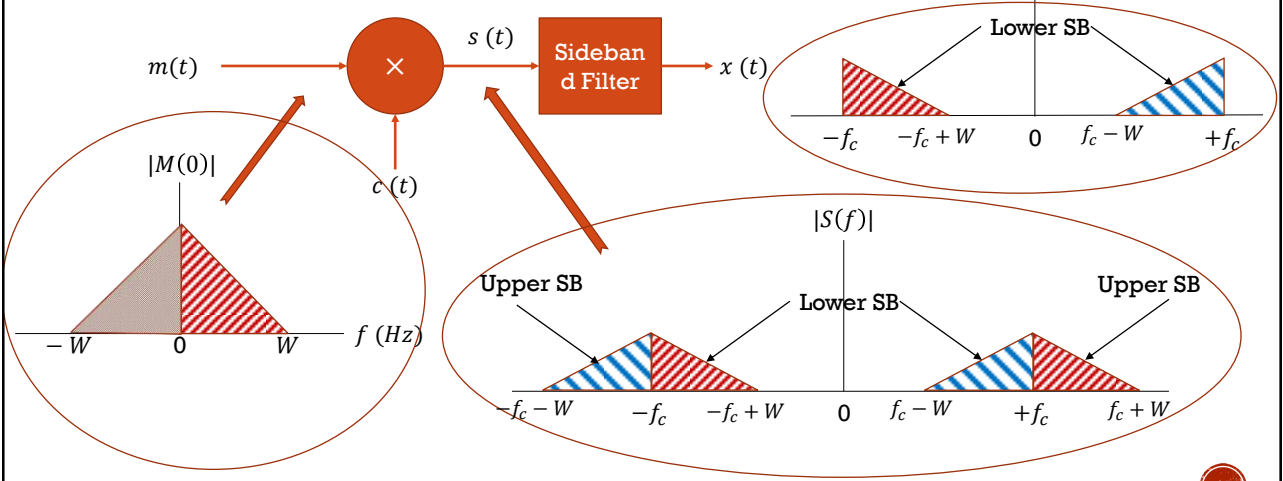 m(t)
×
s (t)
Sideban
d Filter
x (t)
c (t)
Lower SB
−f_c
−f_c + W
0
f_c − W
+f_c
|M(0)|
− W
0
W
f (Hz)
|S(f)|
Upper SB
Lower SB
Upper SB
−f_c − W
−f_c
−f_c + W
0
f_c − W
+f_c
f_c + W